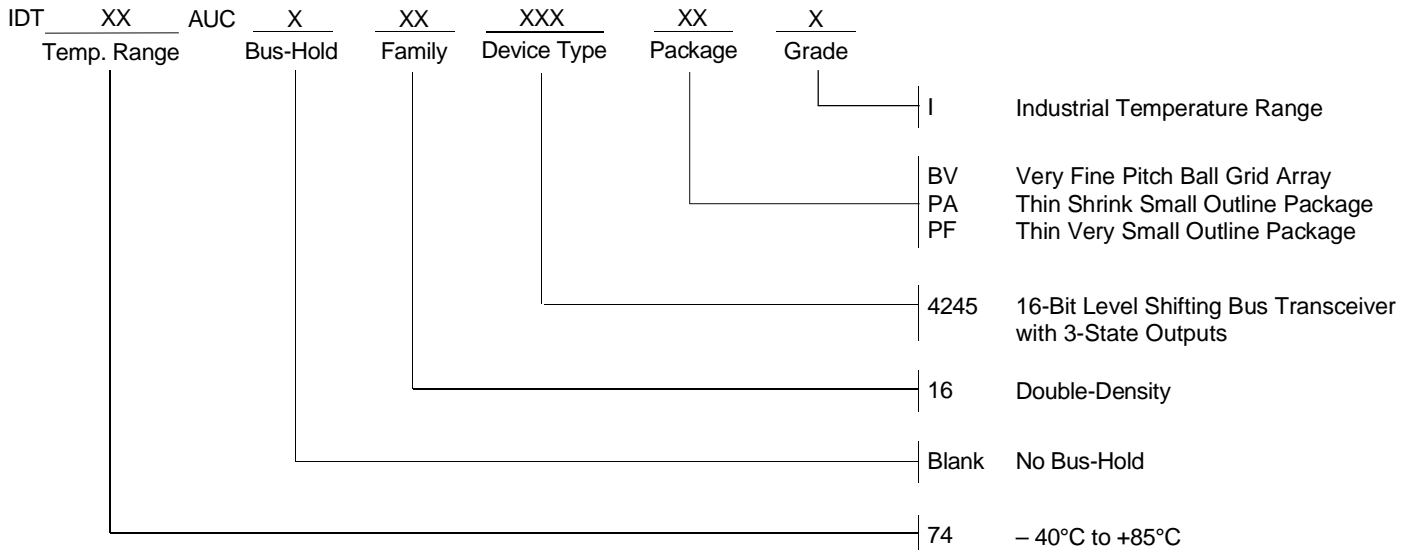 IDT XX AUC X XX XXX XX X
Temp. Range Bus-Hold Family Device Type Package Grade
I Industrial Temperature Range
BV Very Fine Pitch Ball Grid Array
PA Thin Shrink Small Outline Package
PF Thin Very Small Outline Package
4245 16-Bit Level Shifting Bus Transceiver
with 3-State Outputs
16 Double-Density
Blank No Bus-Hold
74 – 40°C to +85°C